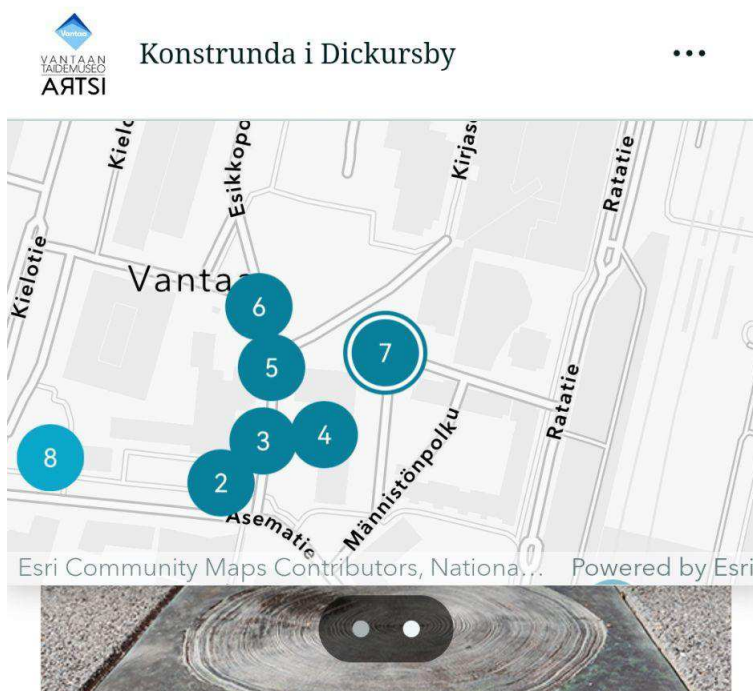 Vantaa
VANTAAN
TAIDEMUSEO
ARTSI
Konstrunda i Dickursby
Kielotie
Ratatie
Vantaa
6
7
5
Ratatie
3
4
8
2
Männistönpolku
Asematie
Esri Community Maps Contributors, Nationa...
Powered by Esri